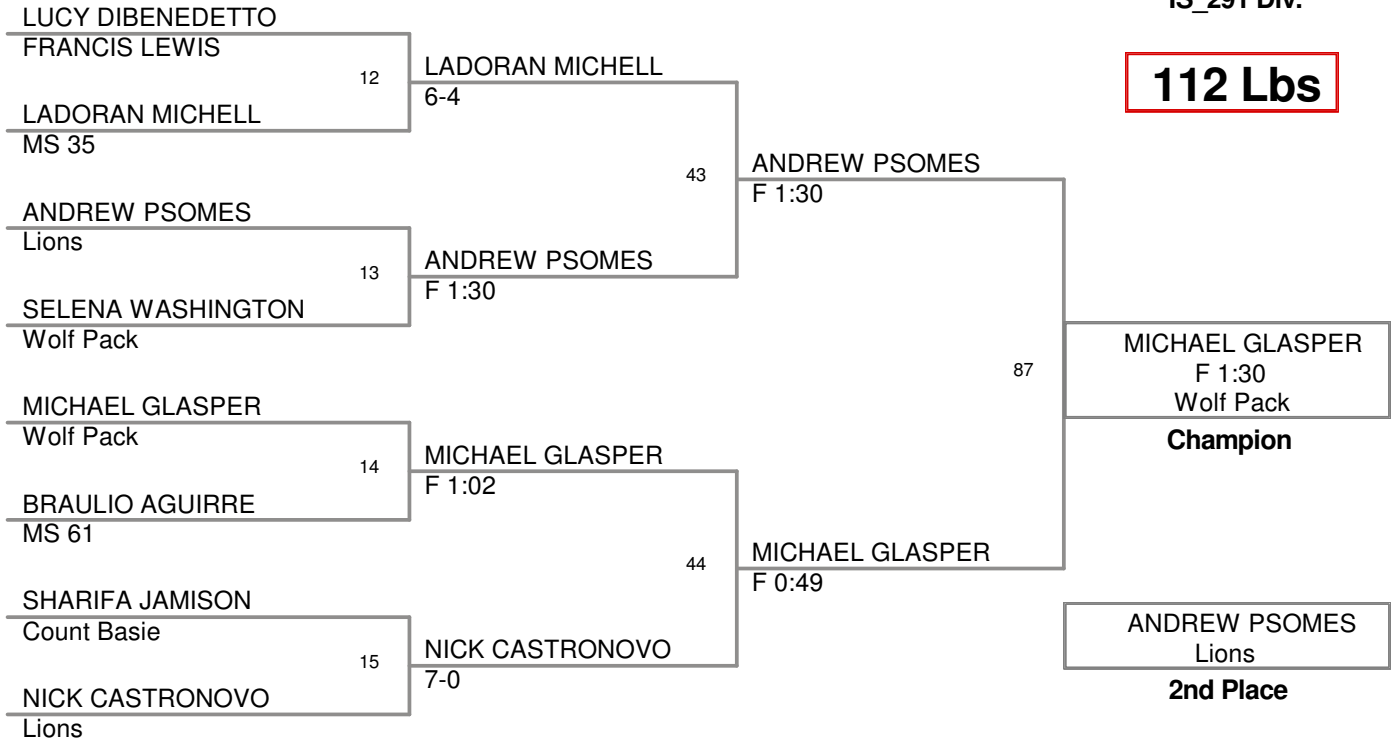 IS_291 DIV.
112 Lbs
LUCY DIBENEDETTO
FRANCIS LEWIS
12
LADORAN MICHELL
MS 35
LADORAN MICHELL
6-4
43
ANDREW PSOMES
Lions
13
SELENA WASHINGTON
Wolf Pack
ANDREW PSOMES
F 1:30
ANDREW PSOMES
F 1:30
87
MICHAEL GLASPER
Wolf Pack
14
BRAULIO AGUIRRE
MS 61
MICHAEL GLASPER
F 1:02
44
SHARIFA JAMISON
Count Basie
15
NICK CASTRONOVO
Lions
NICK CASTRONOVO
7-0
MICHAEL GLASPER
F 0:49
MICHAEL GLASPER
F 1:30
Wolf Pack
Champion
ANDREW PSOMES
Lions
2nd Place